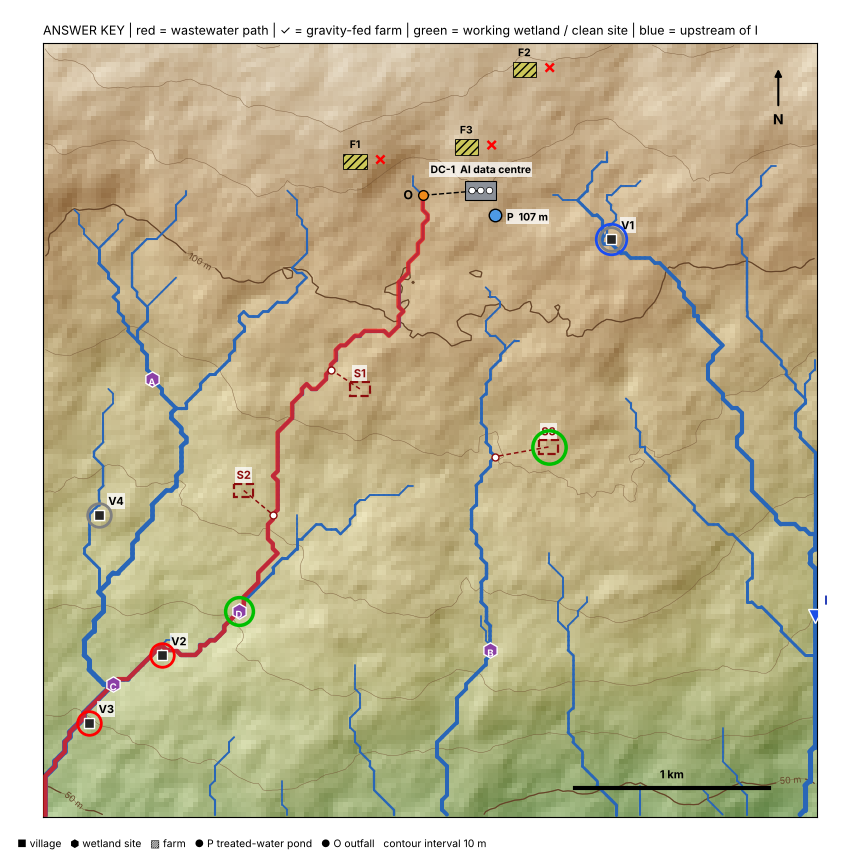 ANSWER KEY | red = wastewater path | ✓ = gravity-fed farm | green = working wetland / clean site | blue = upstream of I
F2
N
F3
F1
DC-1 AI data centre
O
P 107 m
V1
100 m
A
S1
S3
S2
V4
I
D
V2
B
C
V3
1 km
50 m
50 m
■ village ⬢ wetland site ▨ farm ● P treated-water pond ● O outfall contour interval 10 m